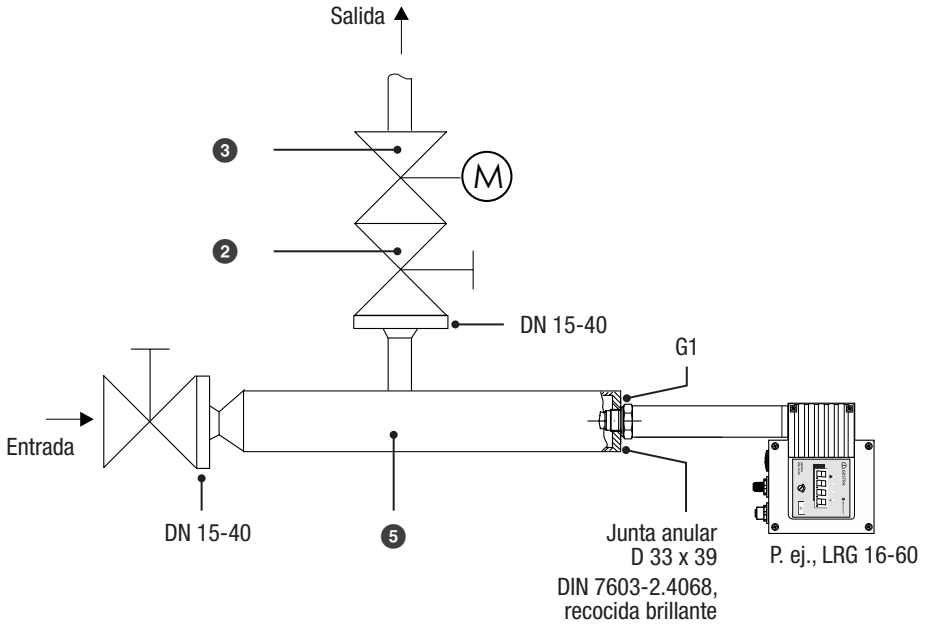 Salida
3
M
2
DN 15-40
G1
Entrada
DN 15-40
5
Junta anular
D 33 x 39
DIN 7603-2.4068,
recocida brillante
P. ej., LRG 16-60
GESTRA